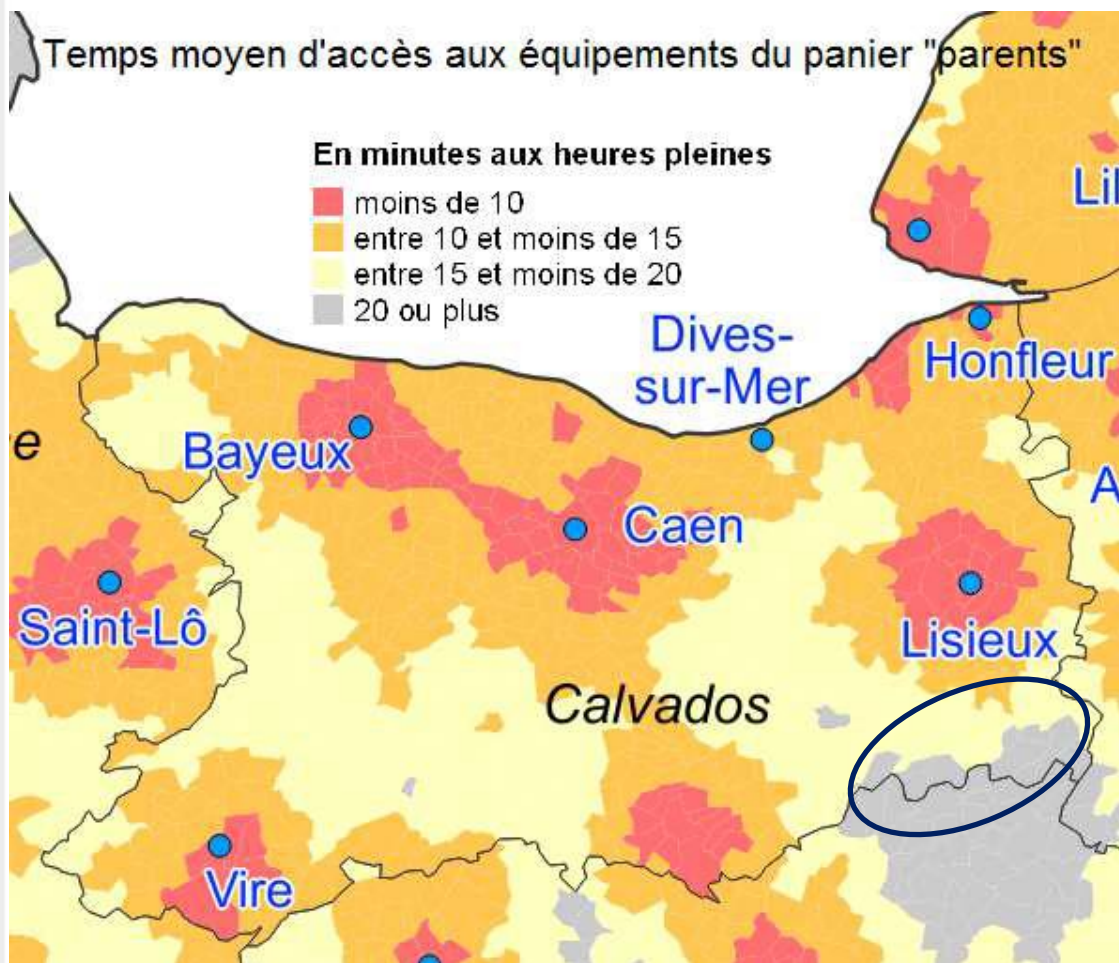 Temps moyen d'accès aux équipements du panier "parents"
En minutes aux heures pleines
moins de 10
entre 10 et moins de 15
entre 15 et moins de 20
20 ou plus
Lil
Dives-
sur-Mer
Honfleur
e
Bayeux
A
Caen
Saint-Lô
Lisieux
Calvados
Vire